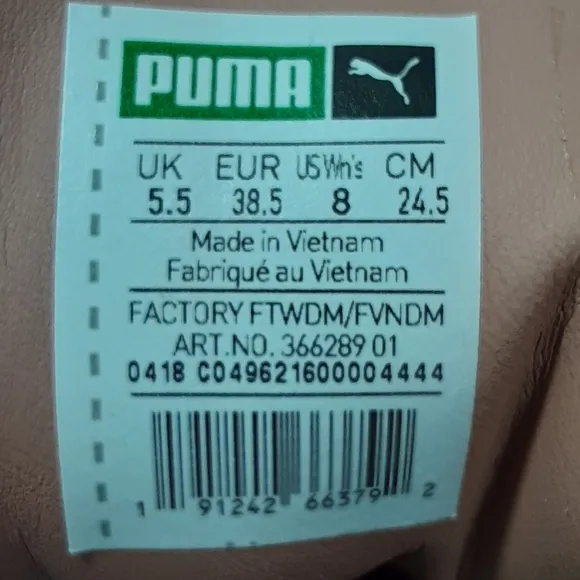 PUMA
UK EUR US Wn's CM
5.5 38.5 8 24.5
Made in Vietnam
Fabriqué au Vietnam
FACTORY FTWDM/FVNDM
ART.NO. 366289 01
0418 C049621600004444
1 91242 66379 2